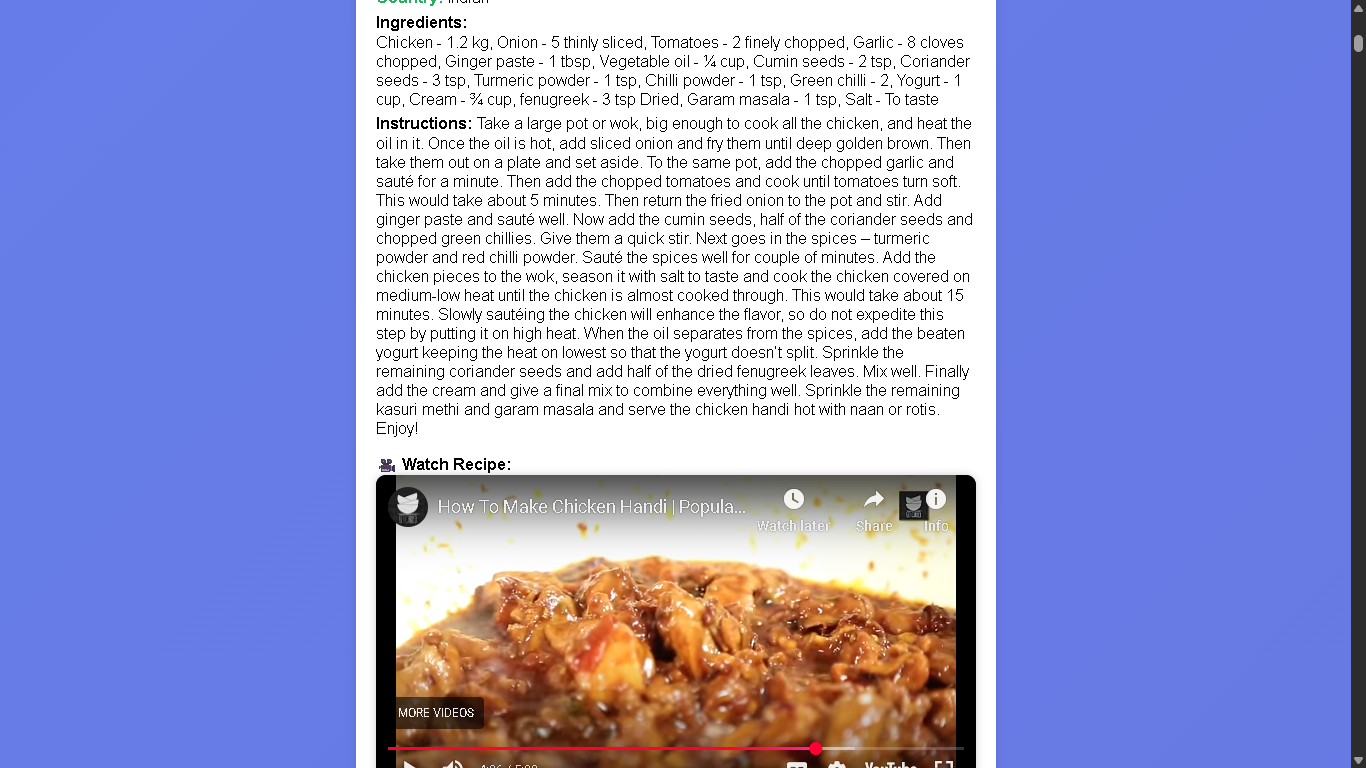 Country: Indian
Ingredients:
Chicken - 1.2 kg, Onion - 5 thinly sliced, Tomatoes - 2 finely chopped, Garlic - 8 cloves
chopped, Ginger paste - 1 tbsp, Vegetable oil - ¼ cup, Cumin seeds - 2 tsp, Coriander
seeds - 3 tsp, Turmeric powder - 1 tsp, Chilli powder - 1 tsp, Green chilli - 2, Yogurt - 1
cup, Cream - ¾ cup, fenugreek - 3 tsp Dried, Garam masala - 1 tsp, Salt - To taste
Instructions: Take a large pot or wok, big enough to cook all the chicken, and heat the
oil in it. Once the oil is hot, add sliced onion and fry them until deep golden brown. Then
take them out on a plate and set aside. To the same pot, add the chopped garlic and
sauté for a minute. Then add the chopped tomatoes and cook until tomatoes turn soft.
This would take about 5 minutes. Then return the fried onion to the pot and stir. Add
ginger paste and sauté well. Now add the cumin seeds, half of the coriander seeds and
chopped green chillies. Give them a quick stir. Next goes in the spices – turmeric
powder and red chilli powder. Sauté the spices well for couple of minutes. Add the
chicken pieces to the wok, season it with salt to taste and cook the chicken covered on
medium-low heat until the chicken is almost cooked through. This would take about 15
minutes. Slowly sautéing the chicken will enhance the flavor, so do not expedite this
step by putting it on high heat. When the oil separates from the spices, add the beaten
yogurt keeping the heat on lowest so that the yogurt doesn't split. Sprinkle the
remaining coriander seeds and add half of the dried fenugreek leaves. Mix well. Finally
add the cream and give a final mix to combine everything well. Sprinkle the remaining
kasuri methi and garam masala and serve the chicken handi hot with naan or rotis.
Enjoy!
Watch Recipe:
How To Make Chicken Handi | Popula...
Watch later
Share
Info
MORE VIDEOS
YouTube